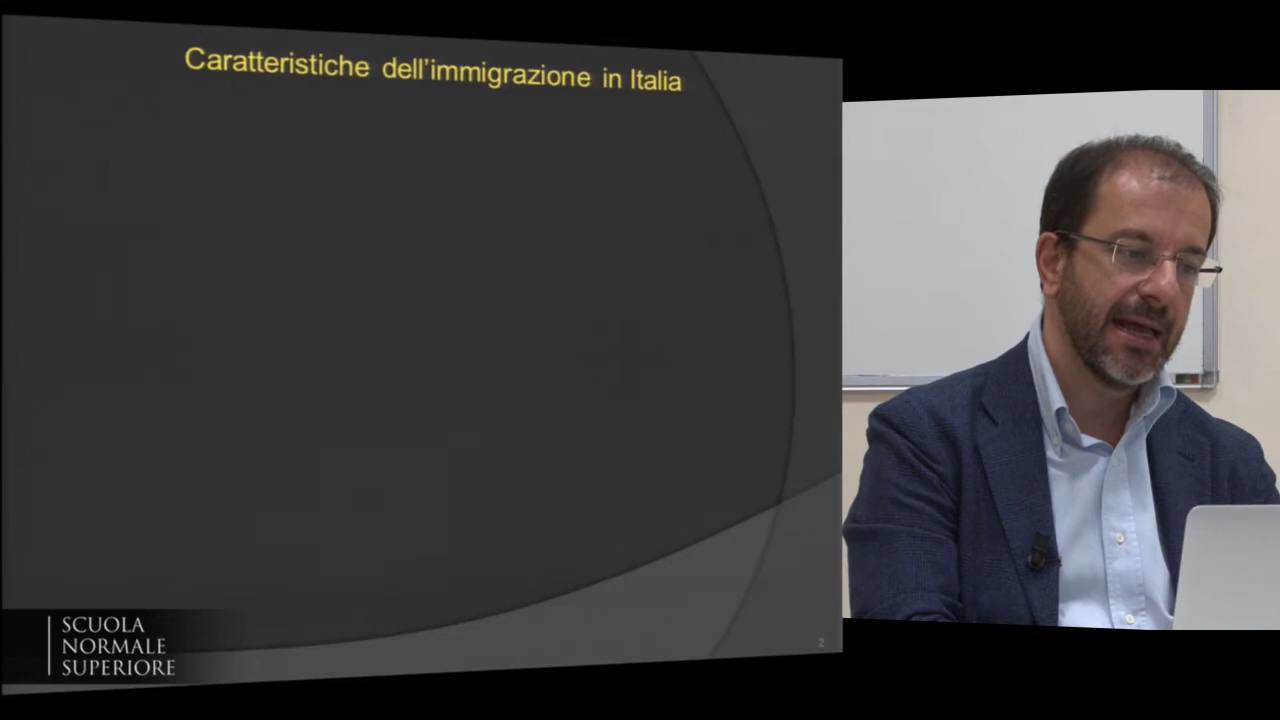 Caratteristiche dell'immigrazione in Italia
SCUOLA
NORMALE
SUPERIORE
2